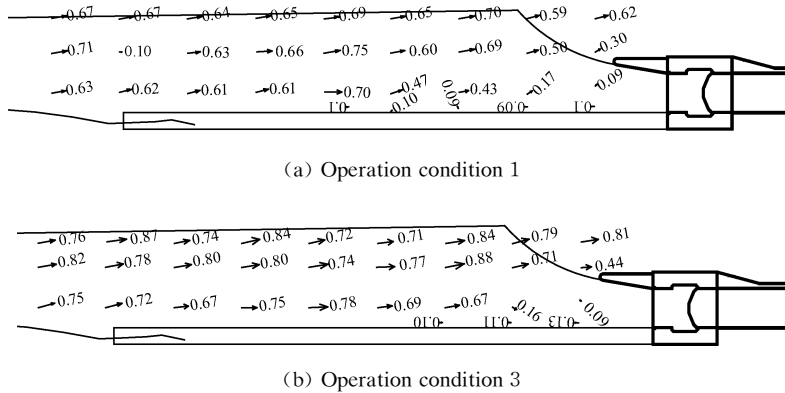 0.67 0.67 0.64 0.65 0.69 0.65 0.70 0.59 0.62
0.71 -0.10 0.63 0.66 0.75 0.60 0.69 0.50 0.30
0.63 0.62 0.61 0.61 0.70 0.47 0.09 0.43 0.17 0.09
0.1 0.10 0.09 0.1
(a) Operation condition 1
0.76 0.87 0.74 0.84 0.72 0.71 0.84 0.79 0.81
0.82 0.78 0.80 0.80 0.74 0.77 0.88 0.71 0.44
0.75 0.72 0.67 0.75 0.78 0.69 0.67 0.16 0.09
0.10 0.11 0.13
(b) Operation condition 3